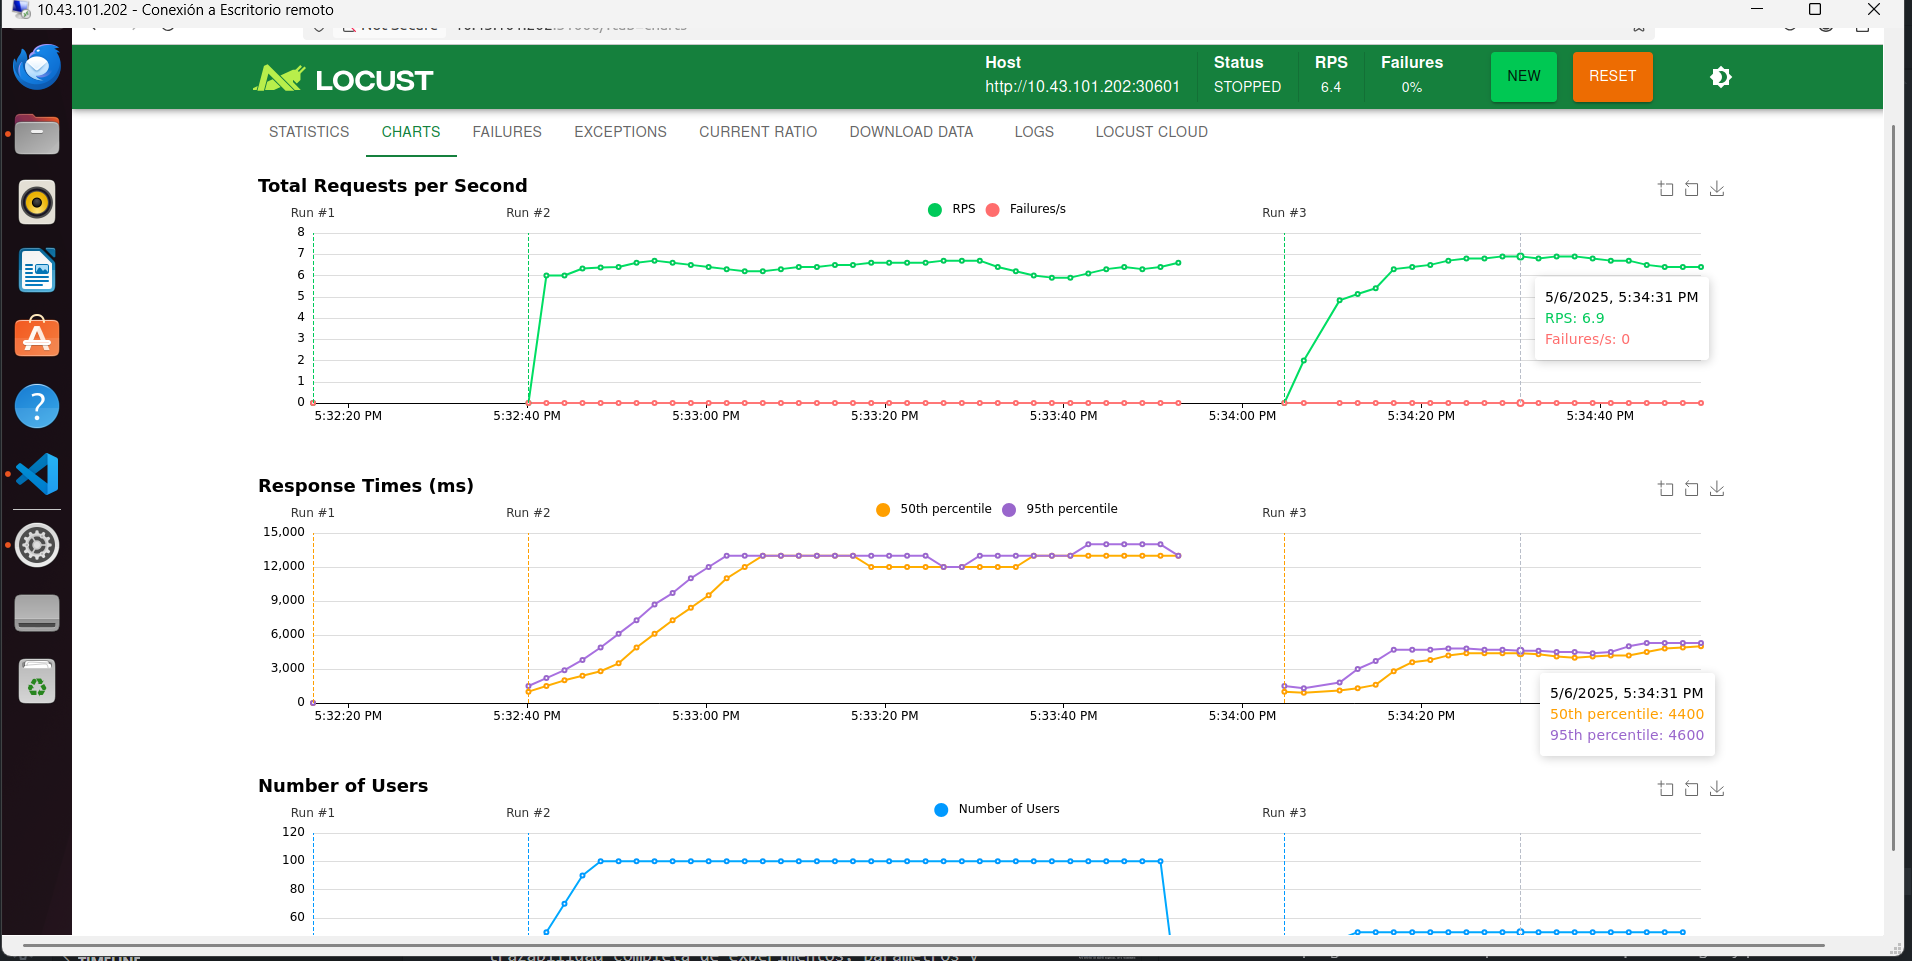 10.43.101.202 - Conexión a Escritorio remoto
LOCUST
Host
http://10.43.101.202:30601
Status
STOPPED
RPS
6.4
Failures
0%
NEW
RESET
STATISTICS
CHARTS
FAILURES
EXCEPTIONS
CURRENT RATIO
DOWNLOAD DATA
LOGS
LOCUST CLOUD
Total Requests per Second
RPS
Failures/s
Run #1
Run #2
Run #3
8
7
6
5
4
3
2
1
0
5/6/2025, 5:34:31 PM
RPS: 6.9
Failures/s: 0
5:32:20 PM
5:32:40 PM
5:33:00 PM
5:33:20 PM
5:33:40 PM
5:34:00 PM
5:34:20 PM
5:34:40 PM
Response Times (ms)
50th percentile
95th percentile
Run #1
Run #2
Run #3
15,000
12,000
9,000
6,000
3,000
0
5:32:20 PM
5:32:40 PM
5:33:00 PM
5:33:20 PM
5:33:40 PM
5:34:00 PM
5:34:20 PM
5/6/2025, 5:34:31 PM
50th percentile: 4400
95th percentile: 4600
Number of Users
Number of Users
Run #1
Run #2
Run #3
120
100
80
60